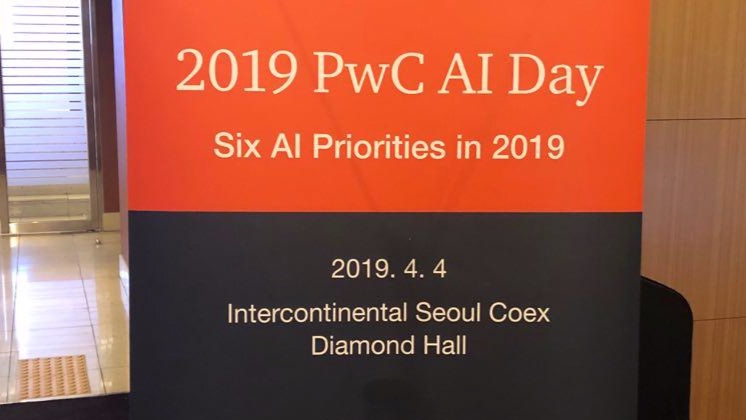 2019 PwC AI Day
Six AI Priorities in 2019
2019. 4. 4
Intercontinental Seoul Coex
Diamond Hall